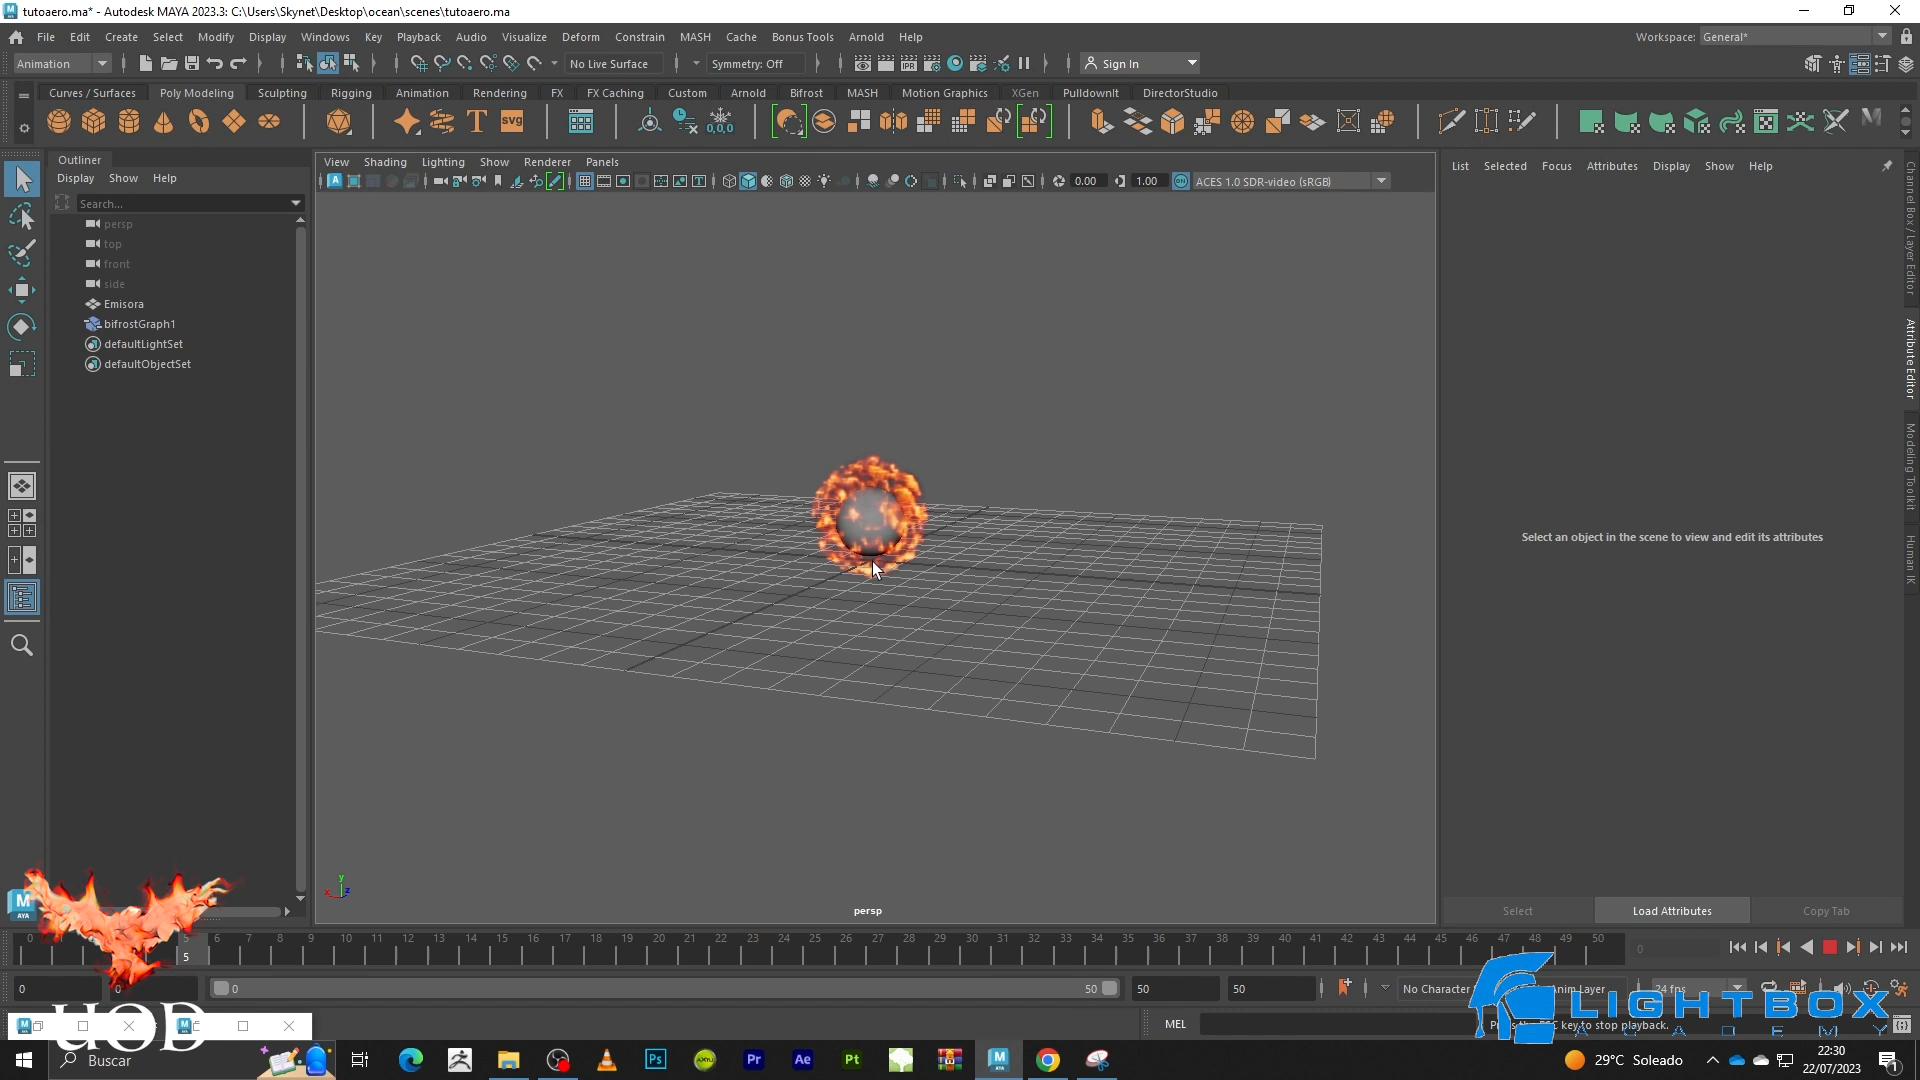 tutoaero.ma* - Autodesk MAYA 2023.3: C:\Users\Skynet\Desktop\ocean\scenes\tutoaero.ma
File Edit Create Select Modify Display Windows Key Playback Audio Visualize Deform Constrain MASH Cache Bonus Tools Arnold Help
Workspace: General*
Animation No Live Surface Symmetry: Off Sign In
Curves / Surfaces Poly Modeling Sculpting Rigging Animation Rendering FX FX Caching Custom Arnold Bifrost MASH Motion Graphics XGen PulldownIt DirectorStudio
Outliner
Display Show Help
Search...
persp
top
front
side
Emisora
bifrostGraph1
defaultLightSet
defaultObjectSet
View Shading Lighting Show Renderer Panels
0.00 1.00 ACES 1.0 SDR-video (sRGB)
persp
List Selected Focus Attributes Display Show Help
Select an object in the scene to view and edit its attributes
Select Load Attributes Copy Tab
Channel Box / Layer Editor
Attribute Editor
Modeling Toolkit
Human IK
0 5 6 7 8 9 10 11 12 13 14 15 16 17 18 19 20 21 22 23 24 25 26 27 28 29 30 31 32 33 34 35 36 37 38 39 40 41 42 43 44 45 46 47 48 49 50
5
0
0 0 0 50 50 50 No Character Anim Layer 24 fps
MEL
key to stop playback.
UOD
LIGHTBOX
ACADEMY
Buscar
29°C Soleado
22:30
22/07/2023